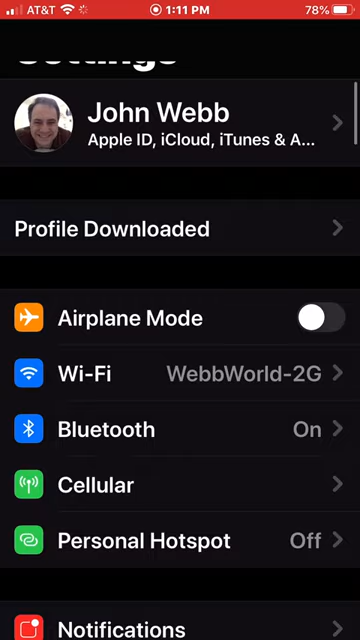 AT&T 1:11 PM 78%
Settings
John Webb
Apple ID, iCloud, iTunes & A...
Profile Downloaded
Airplane Mode
Wi-Fi WebbWorld-2G
Bluetooth On
Cellular
Personal Hotspot Off
Notifications